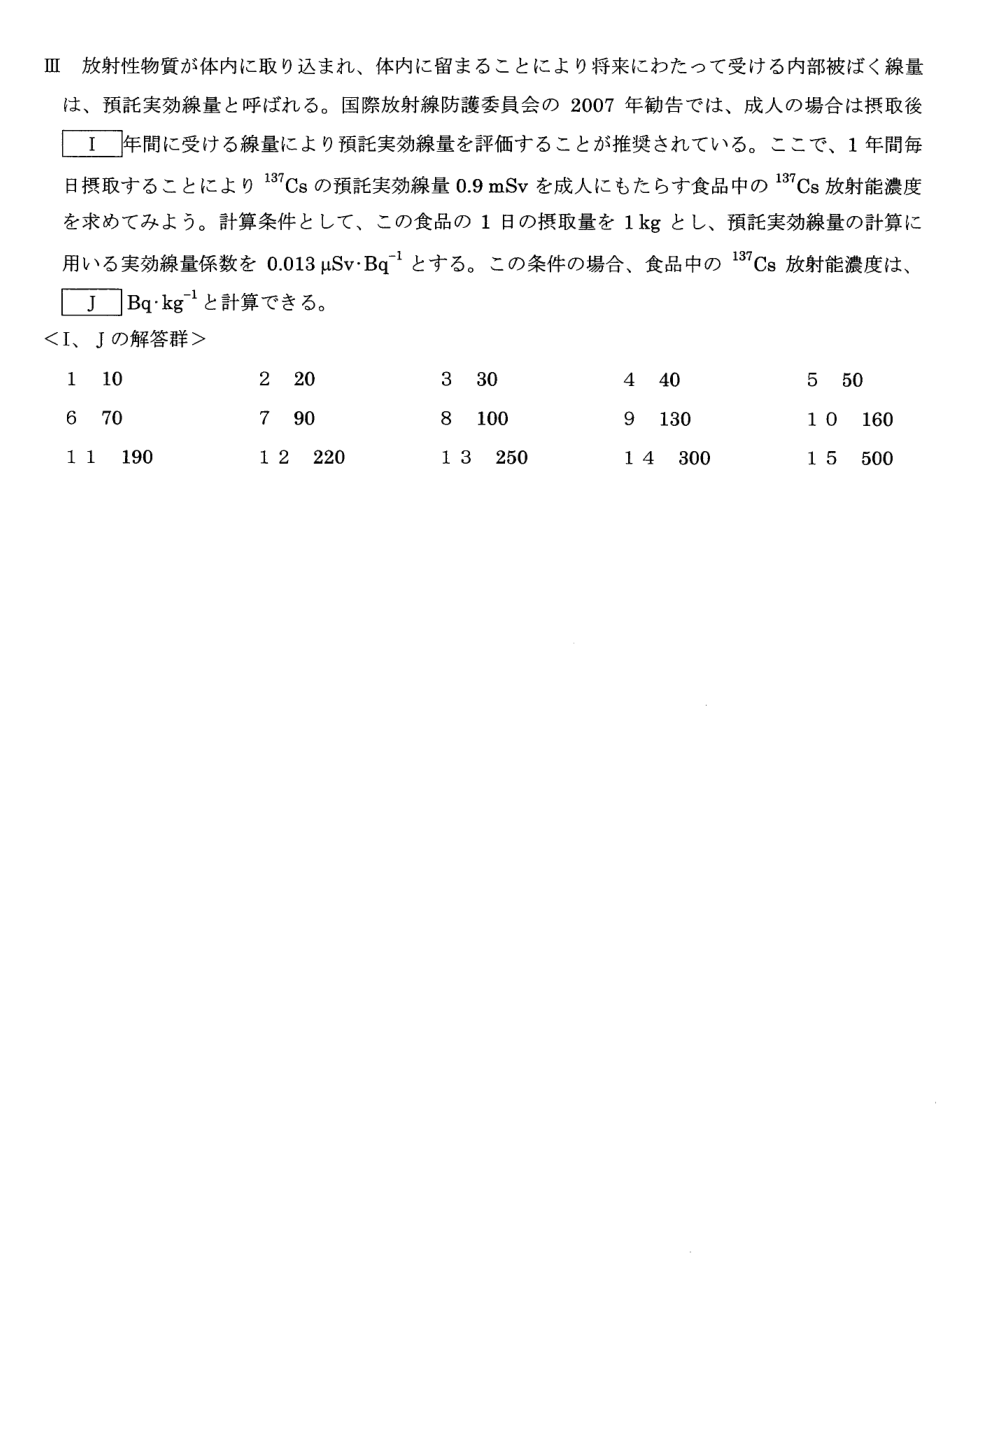 Ⅲ 放射性物質が体内に取り込まれ、体内に留まることにより将来にわたって受ける内部被ばく線量
は、預託実効線量と呼ばれる。国際放射線防護委員会の 2007 年勧告では、成人の場合は摂取後
I 年間に受ける線量により預託実効線量を評価することが推奨されている。ここで、1 年間毎
日摂取することにより ¹³⁷Cs の預託実効線量 0.9 mSv を成人にもたらす食品中の ¹³⁷Cs 放射能濃度
を求めてみよう。計算条件として、この食品の 1 日の摂取量を 1 kg とし、預託実効線量の計算に
用いる実効線量係数を 0.013 μSv·Bq⁻¹ とする。この条件の場合、食品中の ¹³⁷Cs 放射能濃度は、
J Bq·kg⁻¹ と計算できる。
＜I、Jの解答群＞
1 10 2 20 3 30 4 40 5 50
6 70 7 90 8 100 9 130 10 160
11 190 12 220 13 250 14 300 15 500